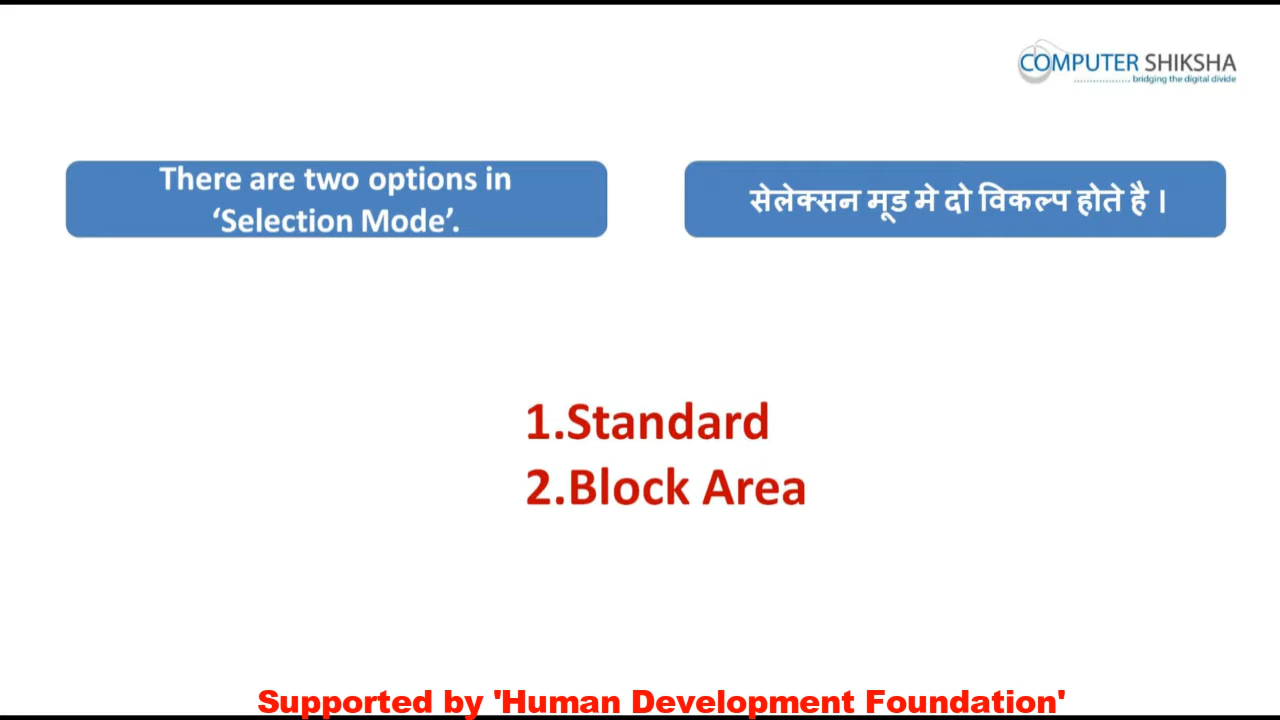 COMPUTER SHIKSHA
.................. bridging the digital divide
There are two options in
‘Selection Mode’.
सेलेक्सन मूड मे दो विकल्प होते है ।
1.Standard
2.Block Area
Supported by 'Human Development Foundation'